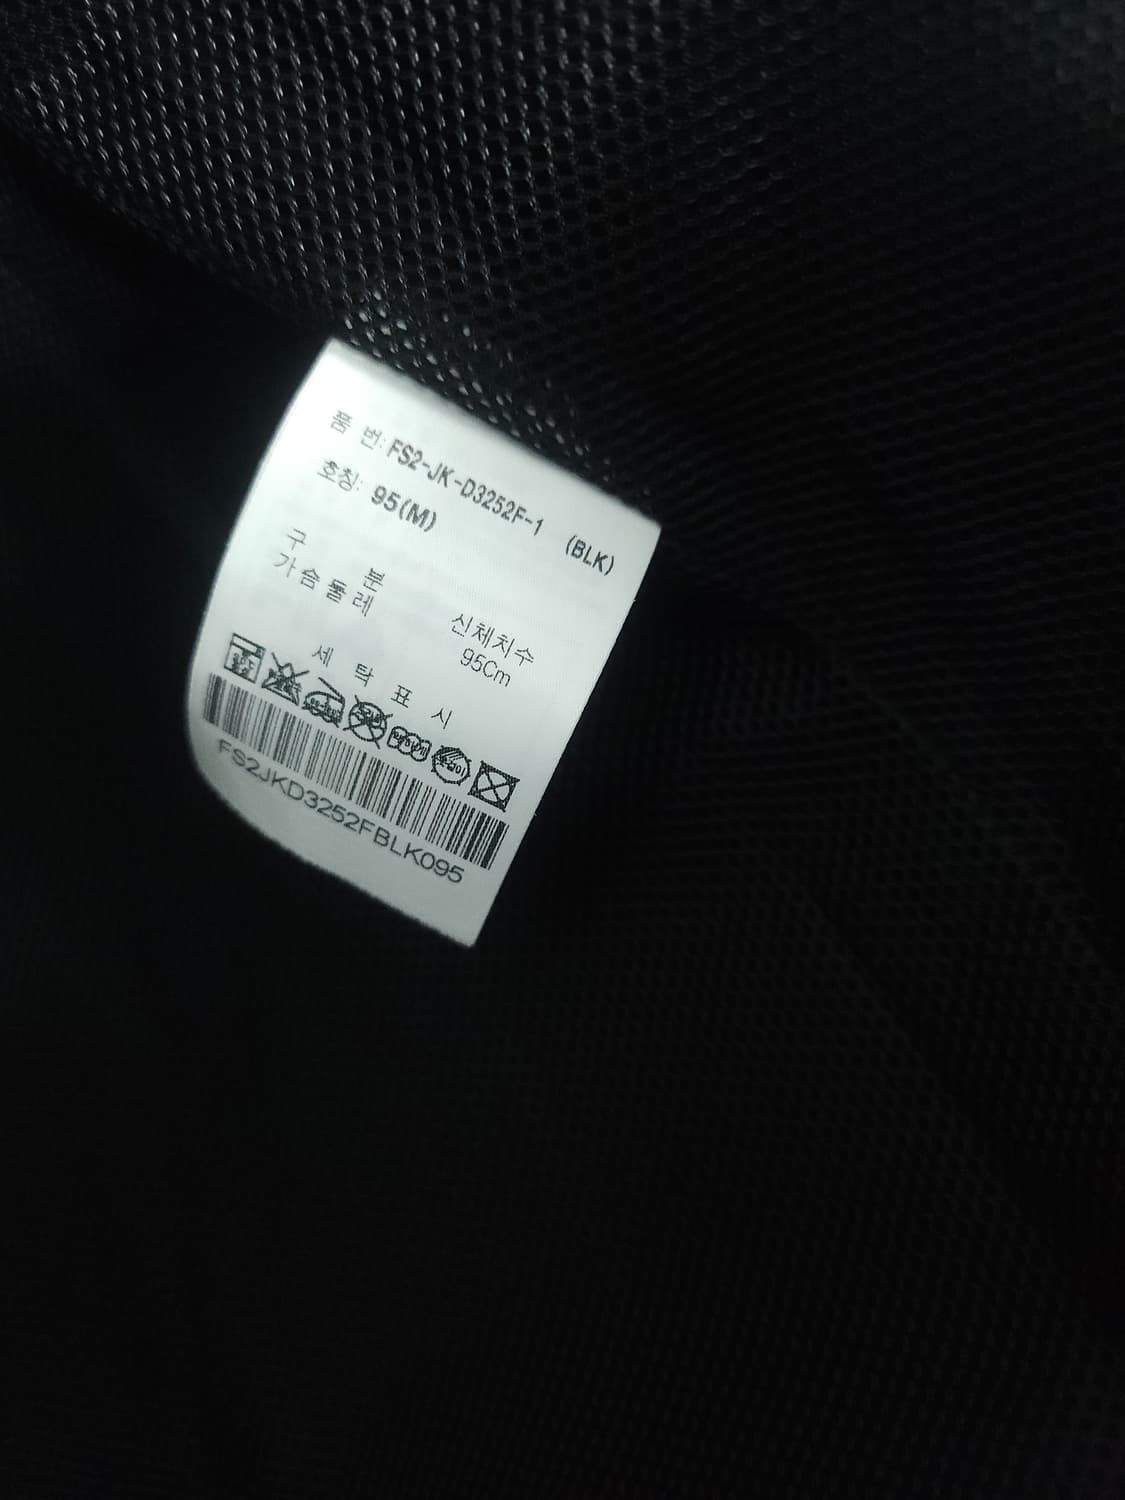 품 번: FS2-JK-D3252F-1 (BLK)
호칭: 95(M)
구 분 신체치수
가슴둘레 95Cm
세 탁 표 시
FS2JKD3252FBLK095